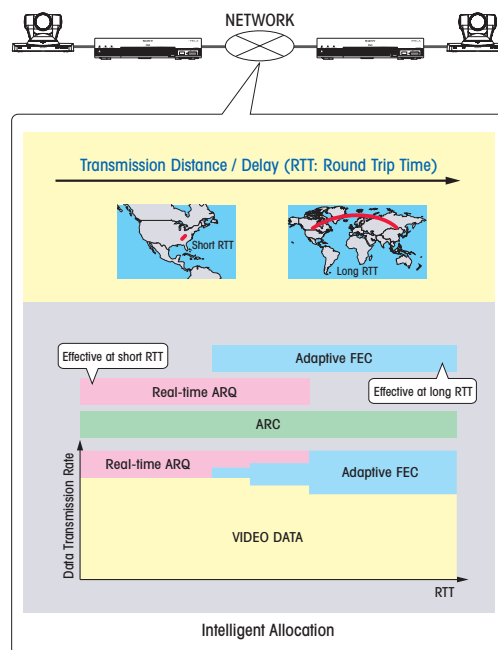 NETWORK
Transmission Distance / Delay (RTT: Round Trip Time)
Short RTT
Long RTT
Adaptive FEC
Effective at short RTT
Effective at long RTT
Real-time ARQ
ARC
Real-time ARQ
Adaptive FEC
VIDEO DATA
Data Transmission Rate
RTT
Intelligent Allocation